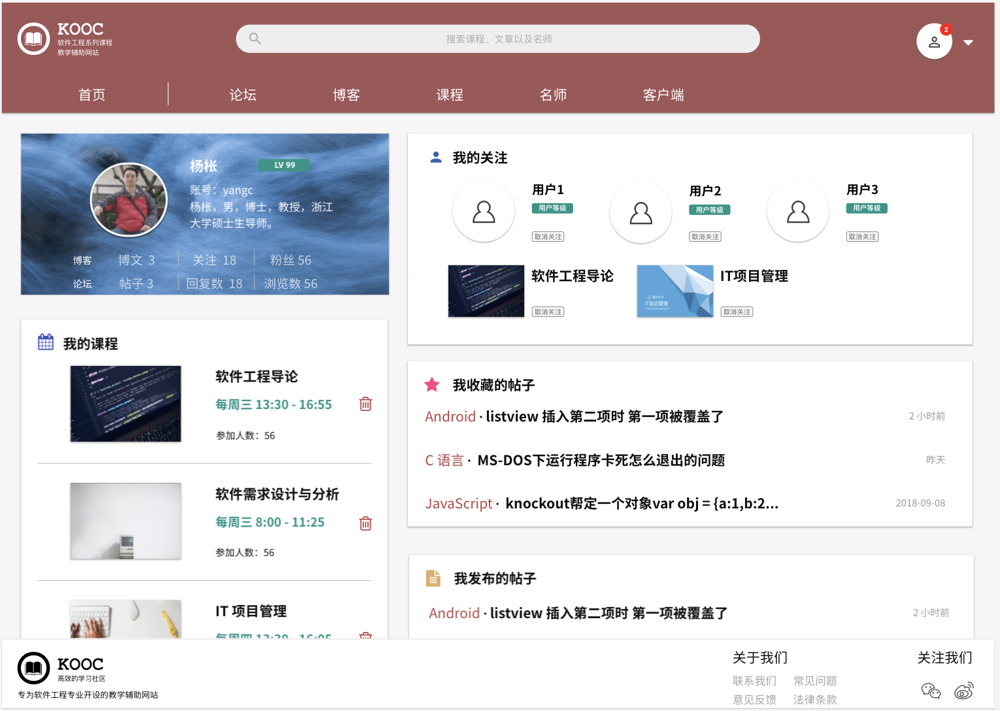 KOOC
软件工程系列课程
教学辅助网站
搜索课程、文章以及名师
2
首页
论坛
博客
课程
名师
客户端
杨枨
LV 99
账号：yangc
杨枨，男，博士，教授，浙江
大学硕士生导师。
博客 博文 3 关注 18 粉丝 56
论坛 帖子 3 回复数 18 浏览数 56
我的课程
软件工程导论
每周三 13:30 - 16:55
参加人数：56
软件需求设计与分析
每周三 8:00 - 11:25
参加人数：56
IT 项目管理
每周四 13:30 - 16:05
我的关注
用户1
用户等级
取消关注
用户2
用户等级
取消关注
用户3
用户等级
取消关注
软件工程导论
取消关注
IT项目管理
IT项目管理
取消关注
我收藏的帖子
Android · listview 插入第二项时 第一项被覆盖了 2 小时前
C 语言 · MS-DOS下运行程序卡死怎么退出的问题 昨天
JavaScript · knockout帮定一个对象var obj = {a:1,b:2... 2018-09-08
我发布的帖子
Android · listview 插入第二项时 第一项被覆盖了 2 小时前
KOOC
高效的学习社区
专为软件工程专业开设的教学辅助网站
关于我们
联系我们 常见问题
意见反馈 法律条款
关注我们